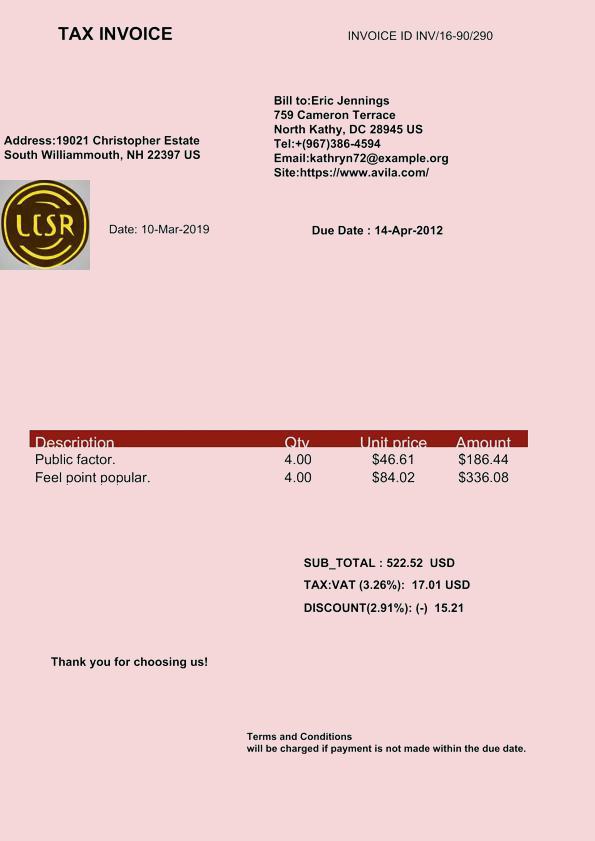 TAX INVOICE
INVOICE ID INV/16-90/290
Bill to:Eric Jennings
759 Cameron Terrace
North Kathy, DC 28945 US
Tel:+(967)386-4594
Email:kathryn72@example.org
Site:https://www.avila.com/
Address:19021 Christopher Estate
South Williammouth, NH 22397 US
LCSR
Date: 10-Mar-2019
Due Date : 14-Apr-2012
Description Qty Unit price Amount
Public factor. 4.00 $46.61 $186.44
Feel point popular. 4.00 $84.02 $336.08
SUB_TOTAL : 522.52 USD
TAX:VAT (3.26%): 17.01 USD
DISCOUNT(2.91%): (-) 15.21
Thank you for choosing us!
Terms and Conditions
will be charged if payment is not made within the due date.